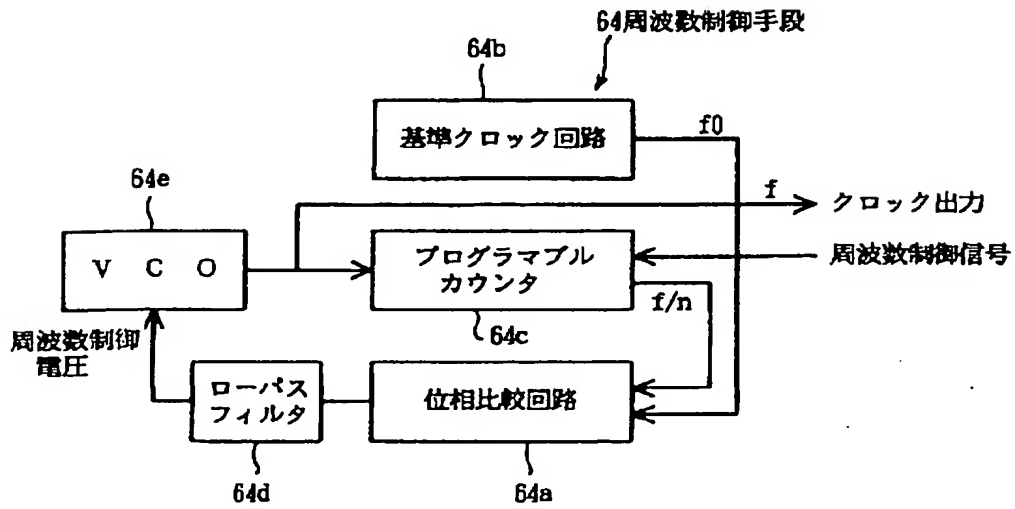 64周波数制御手段
64b
基準クロック回路
f0
64e
f
クロック出力
V C O
プログラマブル
カウンタ
周波数制御信号
f/n
64c
周波数制御
電圧
ローパス
フィルタ
位相比較回路
64d
64a